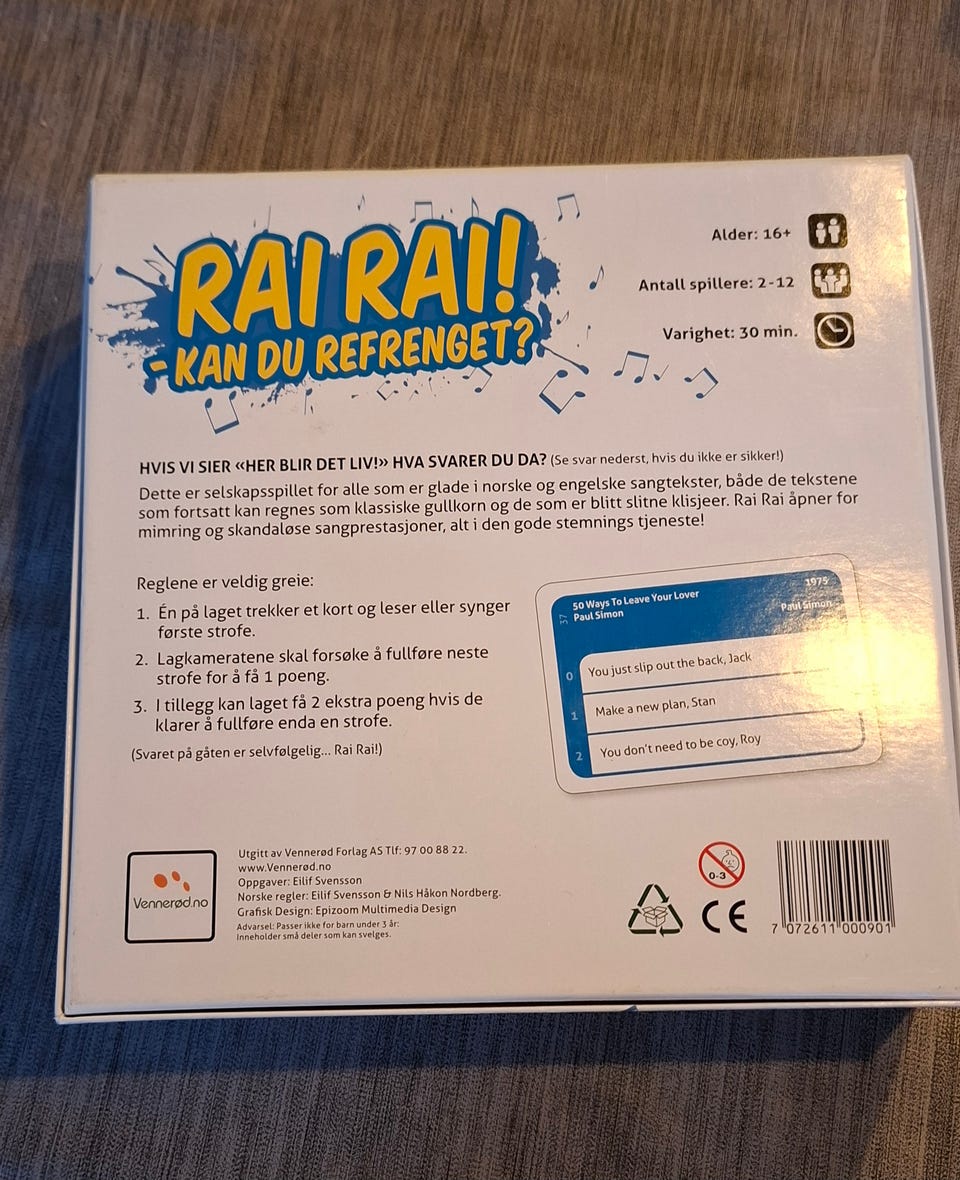 RAI RAI!
- KAN DU REFRENGET?
Alder: 16+
Antall spillere: 2-12
Varighet: 30 min.
HVIS VI SIER «HER BLIR DET LIV!» HVA SVARER DU DA? (Se svar nederst, hvis du ikke er sikker!)
Dette er selskapsspillet for alle som er glade i norske og engelske sangtekster, både de tekstene
som fortsatt kan regnes som klassiske gullkorn og de som er blitt slitne klisjeer. Rai Rai åpner for
mimring og skandaløse sangprestasjoner, alt i den gode stemnings tjeneste!
Reglene er veldig greie:
1. Én på laget trekker et kort og leser eller synger
første strofe.
2. Lagkameratene skal forsøke å fullføre neste
strofe for å få 1 poeng.
3. I tillegg kan laget få 2 ekstra poeng hvis de
klarer å fullføre enda en strofe.
(Svaret på gåten er selvfølgelig... Rai Rai!)
37
50 Ways To Leave Your Lover
Paul Simon
1975
Paul Simon
0 You just slip out the back, Jack
1 Make a new plan, Stan
2 You don't need to be coy, Roy
Vennerød.no
Utgitt av Vennerød Forlag AS Tlf: 97 00 88 22.
www.Vennerød.no
Oppgaver: Eilif Svensson
Norske regler: Eilif Svensson & Nils Håkon Nordberg.
Grafisk Design: Epizoom Multimedia Design
Advarsel: Passer ikke for barn under 3 år:
Inneholder små deler som kan svelges.
0-3
CE
7 072611 000901